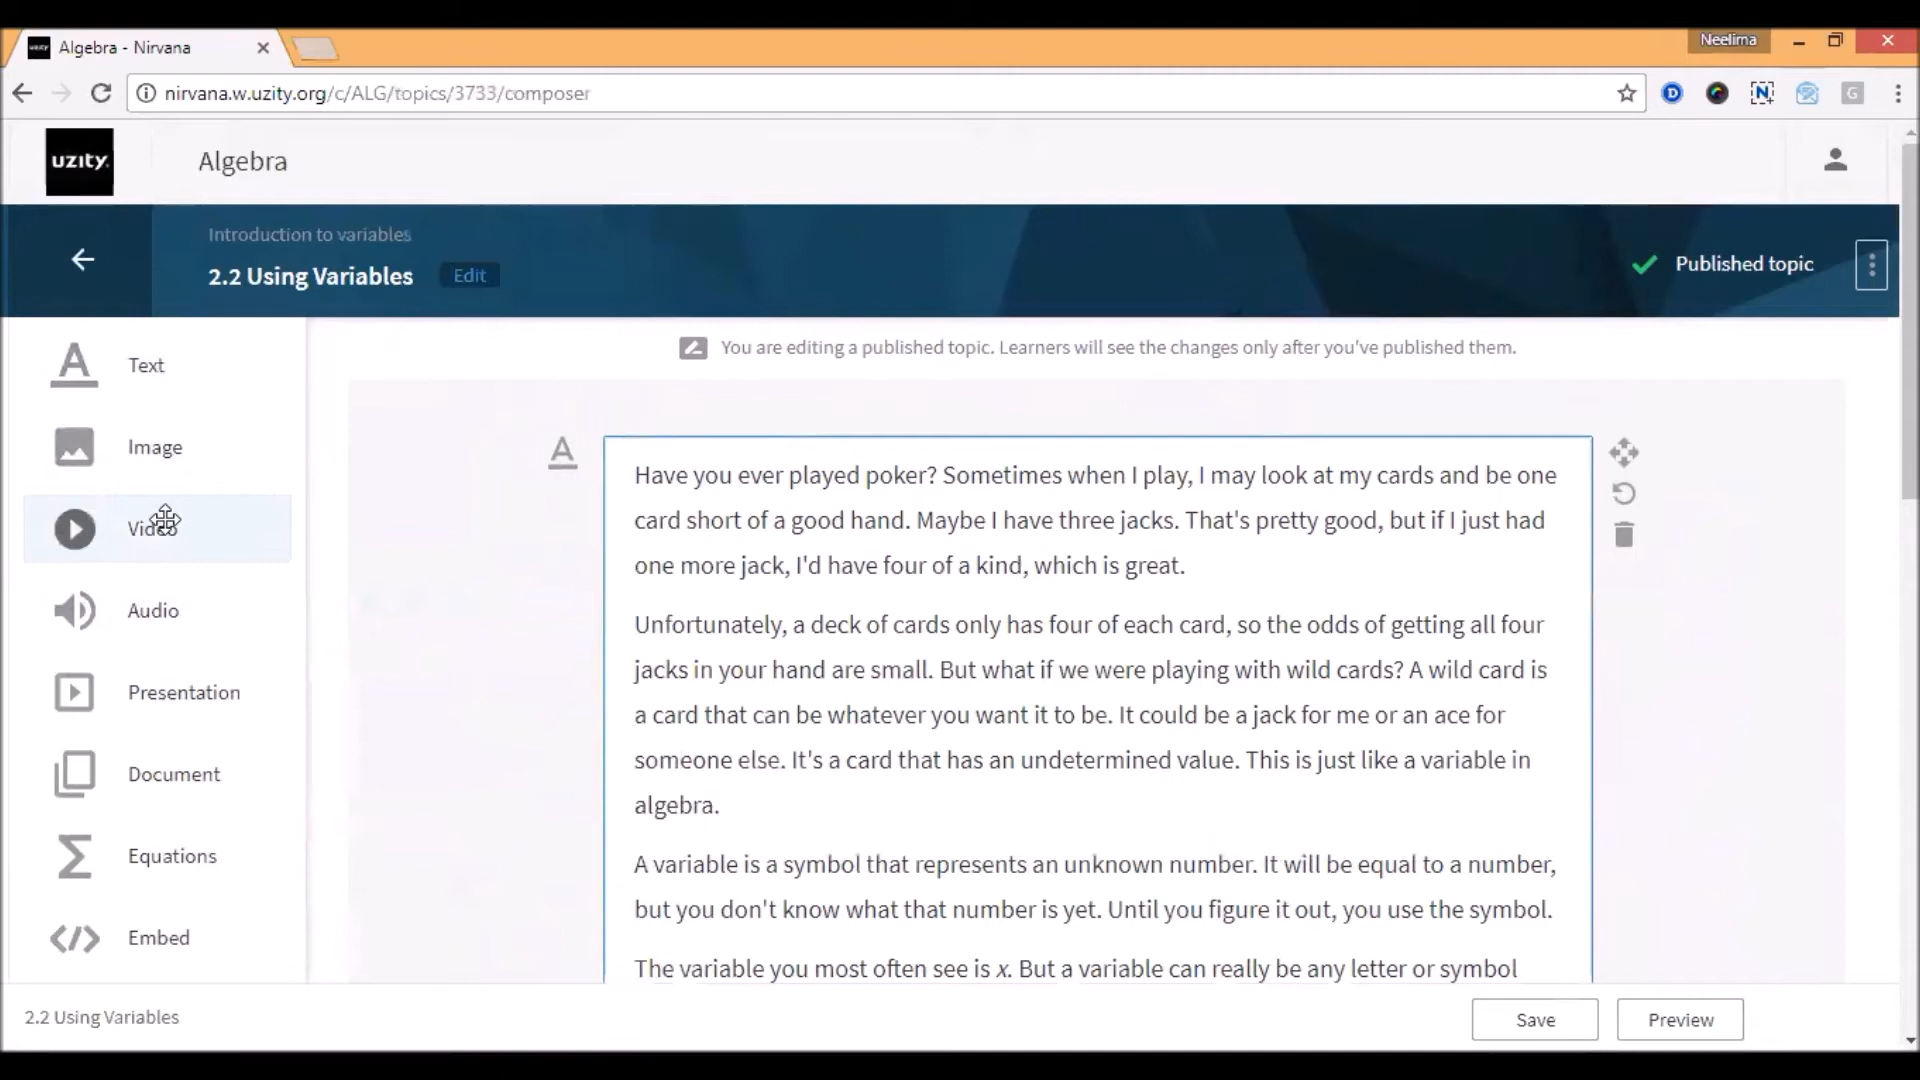 Algebra - Nirvana
Neelima
nirvana.w.uzity.org/c/ALG/topics/3733/composer
uzity.
Algebra
Introduction to variables
2.2 Using Variables Edit
Published topic
You are editing a published topic. Learners will see the changes only after you've published them.
Text
Image
Video
Audio
Presentation
Document
Equations
Embed
Have you ever played poker? Sometimes when I play, I may look at my cards and be one
card short of a good hand. Maybe I have three jacks. That's pretty good, but if I just had
one more jack, I'd have four of a kind, which is great.
Unfortunately, a deck of cards only has four of each card, so the odds of getting all four
jacks in your hand are small. But what if we were playing with wild cards? A wild card is
a card that can be whatever you want it to be. It could be a jack for me or an ace for
someone else. It's a card that has an undetermined value. This is just like a variable in
algebra.
A variable is a symbol that represents an unknown number. It will be equal to a number,
but you don't know what that number is yet. Until you figure it out, you use the symbol.
The variable you most often see is x. But a variable can really be any letter or symbol
2.2 Using Variables
Save
Preview